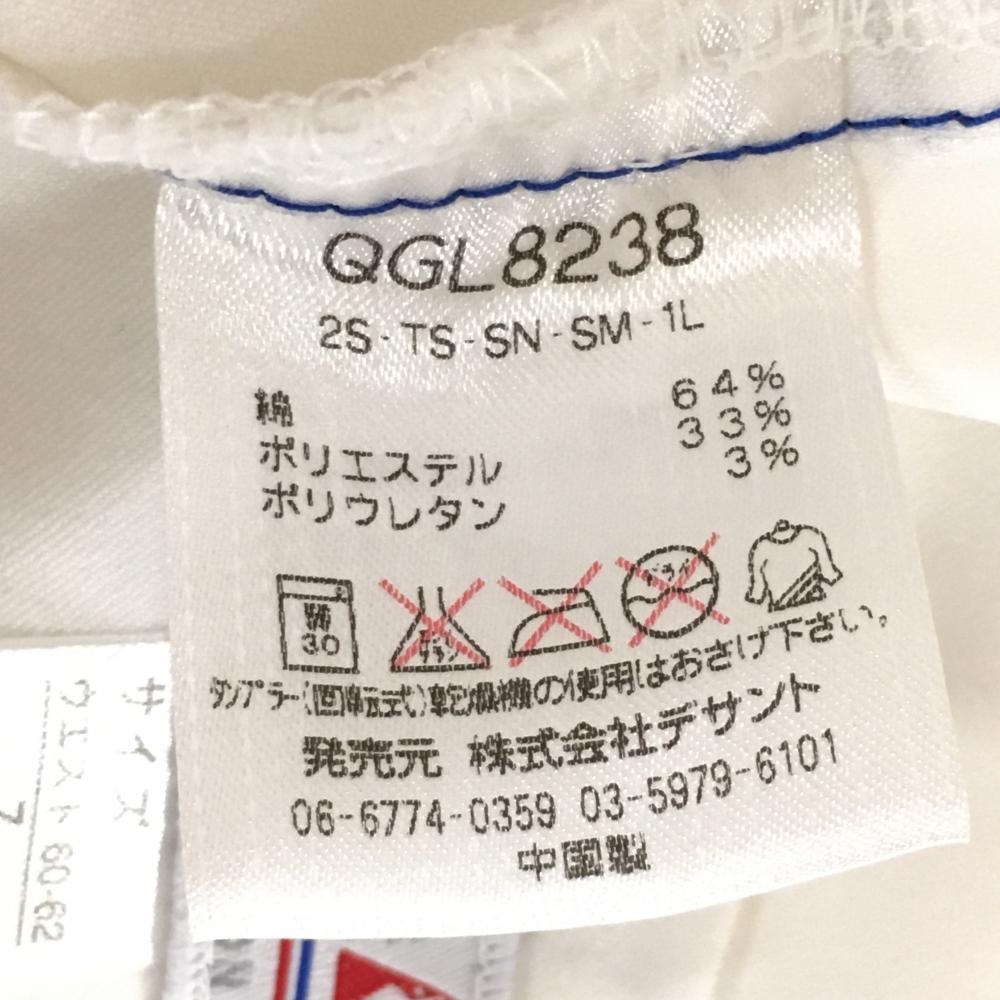 QGL8238
2S-TS-SN-SM-1L
綿 64%
ポリエステル 33%
ポリウレタン 3%
30
タンブラー(回転式)乾燥機の使用はおさけ下さい。
発売元 株式会社デサント
06-6774-0359 03-5979-6101
中国製
サイズ
ウエスト 60-62
7